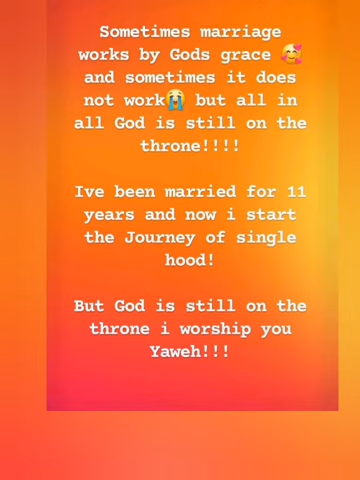 Sometimes marriage
works by Gods grace 🥰
and sometimes it does
not work😭 but all in
all God is still on the
throne!!!!
Ive been married for 11
years and now i start
the Journey of single
hood!
But God is still on the
throne i worship you
Yaweh!!!